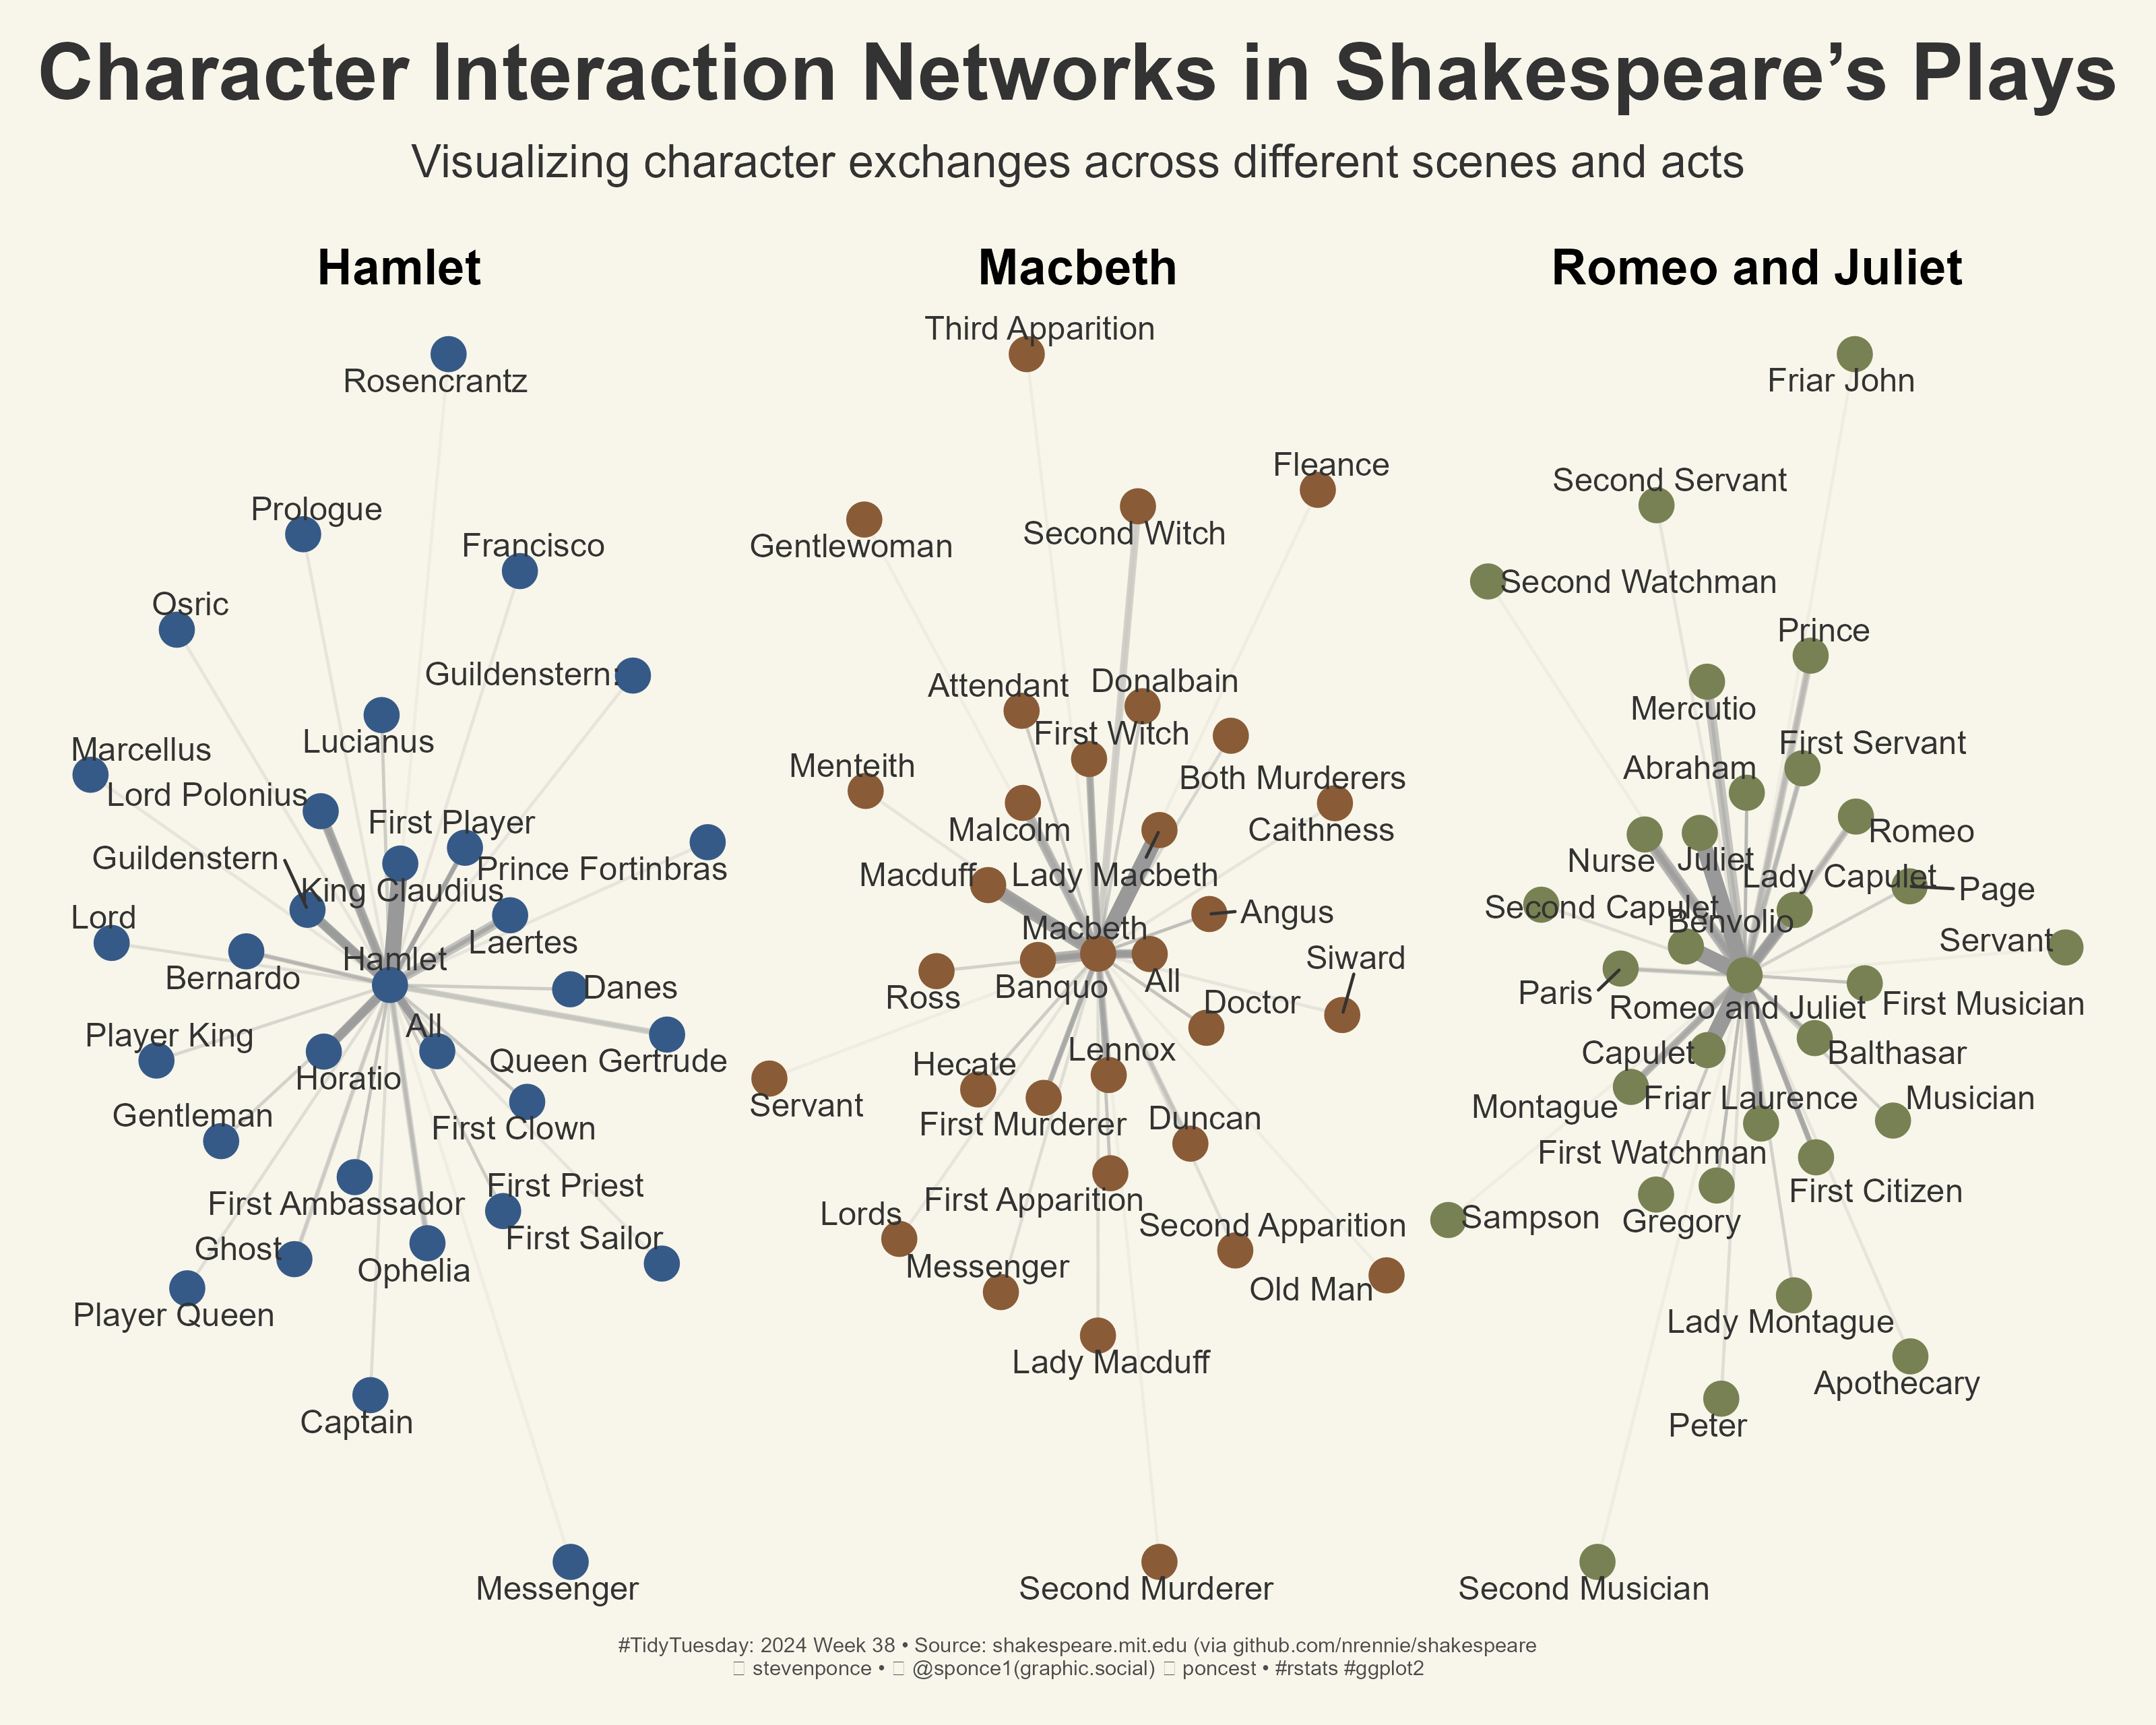 Character Interaction Networks in Shakespeare’s Plays
Visualizing character exchanges across different scenes and acts
Hamlet
Rosencrantz
Prologue
Francisco
Osric
Guildenstern:
Lucianus
Marcellus
Lord Polonius
First Player
Guildenstern
Prince Fortinbras
King Claudius
Lord
Laertes
Hamlet
Bernardo
Danes
All
Player King
Queen Gertrude
Horatio
Gentleman
First Clown
First Ambassador
First Priest
Ghost
First Sailor
Ophelia
Player Queen
Captain
Messenger
Macbeth
Third Apparition
Fleance
Second Witch
Gentlewoman
Attendant
Donalbain
First Witch
Menteith
Both Murderers
Malcolm
Caithness
Macduff
Lady Macbeth
Angus
Macbeth
Siward
Ross
Banquo
All
Doctor
Lennox
Hecate
Servant
First Murderer
Duncan
First Apparition
Lords
Second Apparition
Messenger
Old Man
Lady Macduff
Second Murderer
Romeo and Juliet
Friar John
Second Servant
Second Watchman
Prince
Mercutio
First Servant
Abraham
Romeo
Nurse
Juliet
Lady Capulet
Page
Second Capulet
Benvolio
Servant
Paris
Romeo and Juliet
First Musician
Capulet
Balthasar
Montague
Friar Laurence
Musician
First Watchman
First Citizen
Sampson
Gregory
Lady Montague
Apothecary
Peter
Second Musician
#TidyTuesday: 2024 Week 38 • Source: shakespeare.mit.edu (via github.com/nrennie/shakespeare
stevenponce • @sponce1(graphic.social) poncest • #rstats #ggplot2